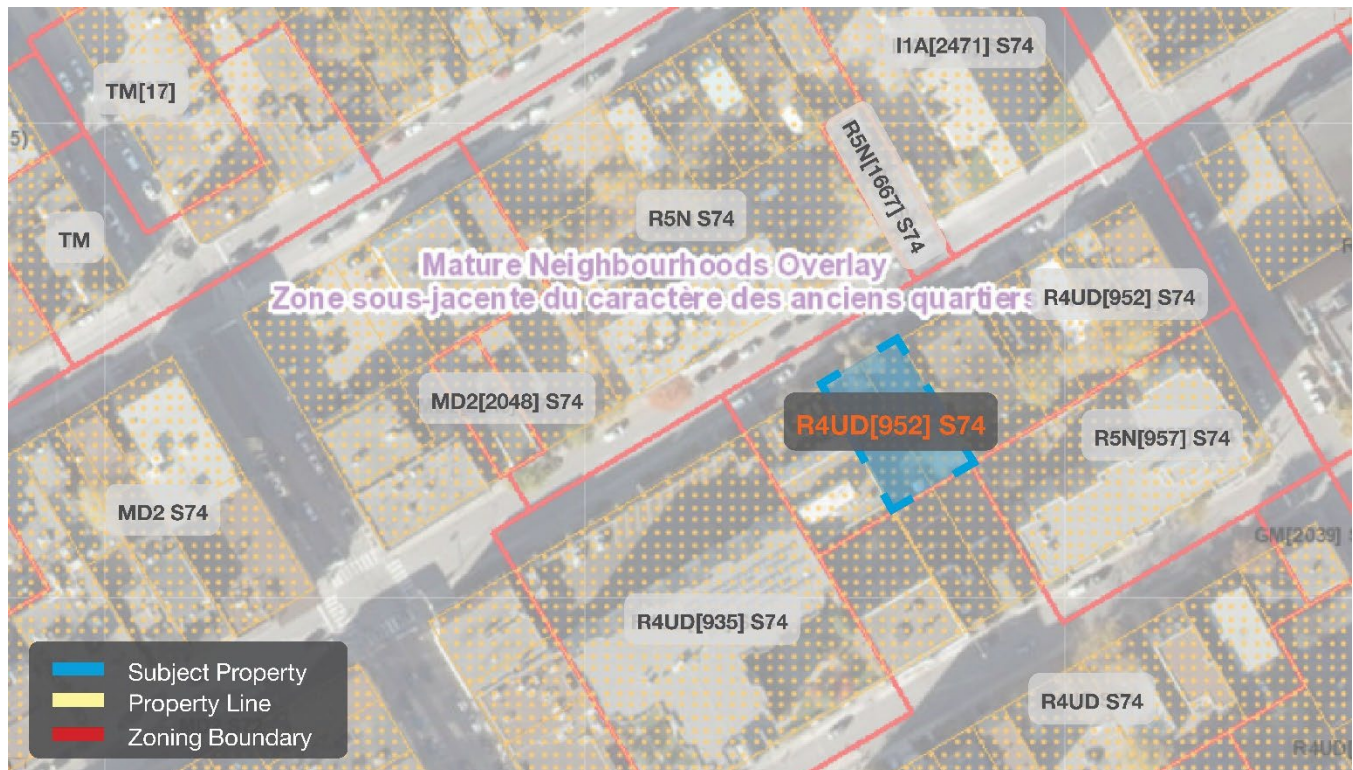 I1A[2471] S74
TM[17]
5)
R5N[1667] S74
R5N S74
TM
Mature Neighbourhoods Overlay
Zone sous-jacente du caractère des anciens quartiers
R4UD[952] S74
MD2[2048] S74
R4UD[952] S74
R5N[957] S74
MD2 S74
GM[2039] S
R4UD[935] S74
R4UD S74
R4UD[
Subject Property
Property Line
Zoning Boundary